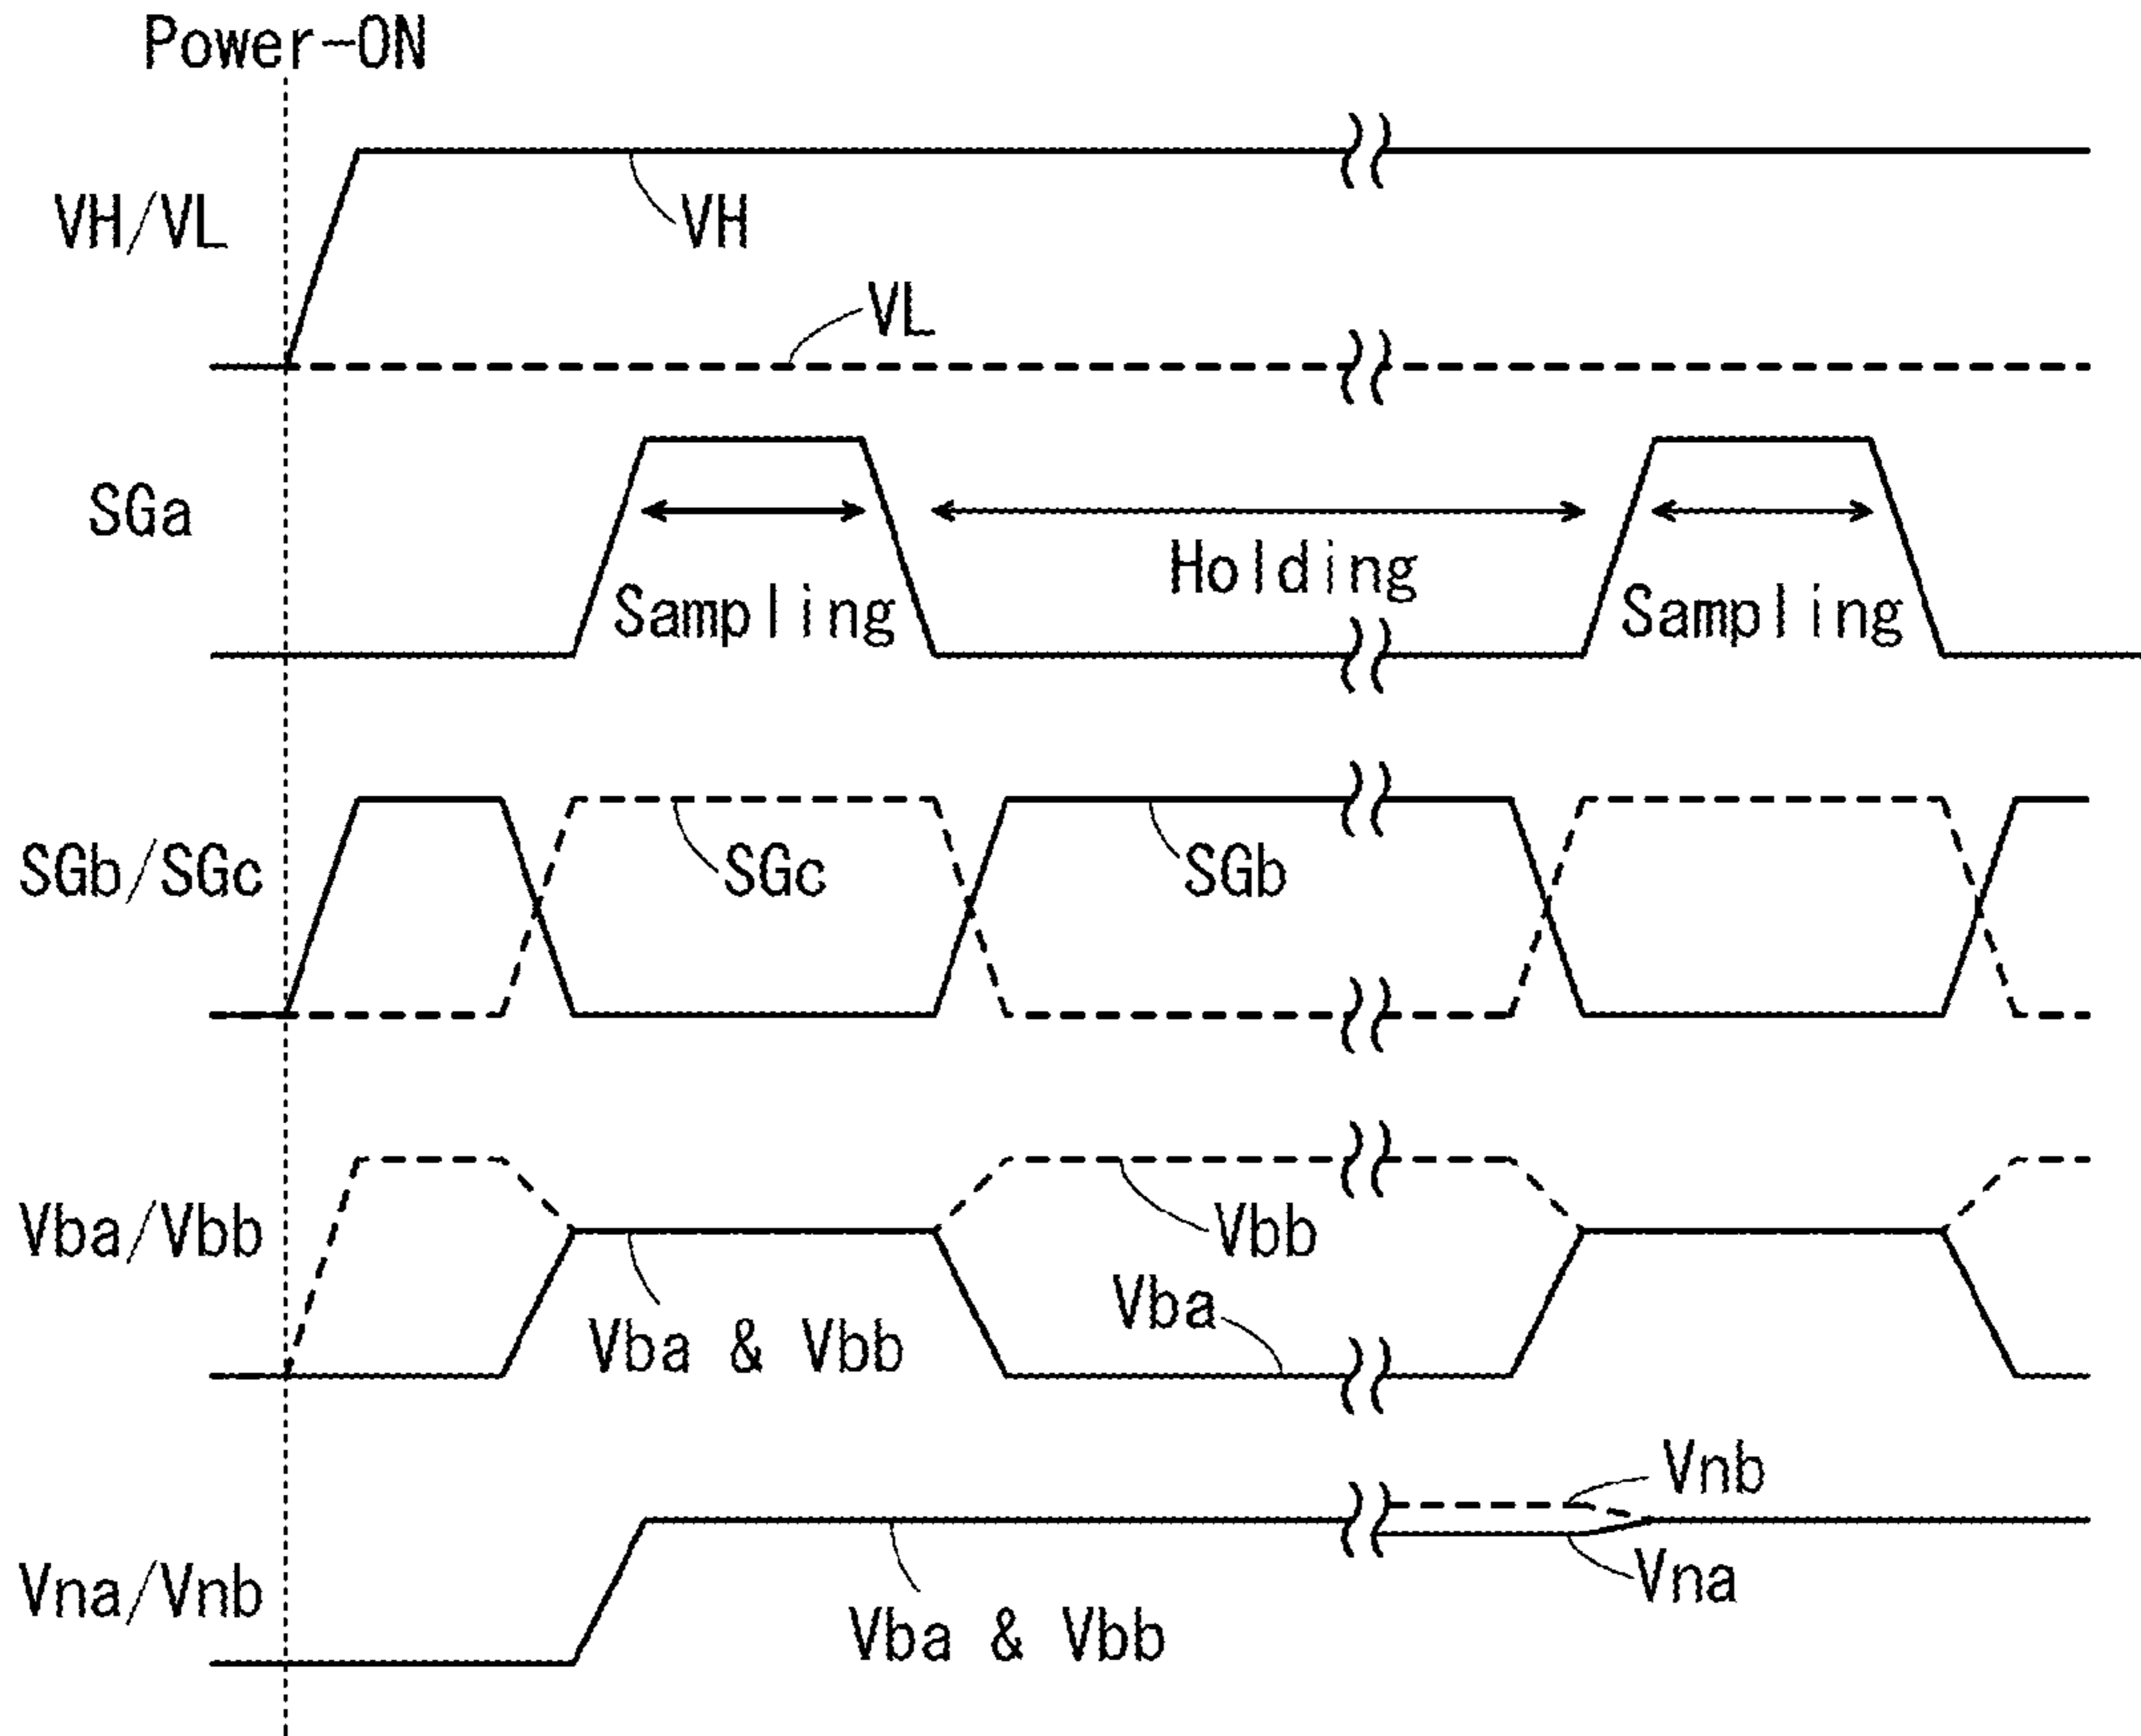 Power-ON
VH/VL
VH
VL
SGa
Sampling
Holding
Sampling
SGb/SGc
SGc
SGb
Vba/Vbb
Vbb
Vba
Vba & Vbb
Vna/Vnb
Vnb
Vna
Vba & Vbb